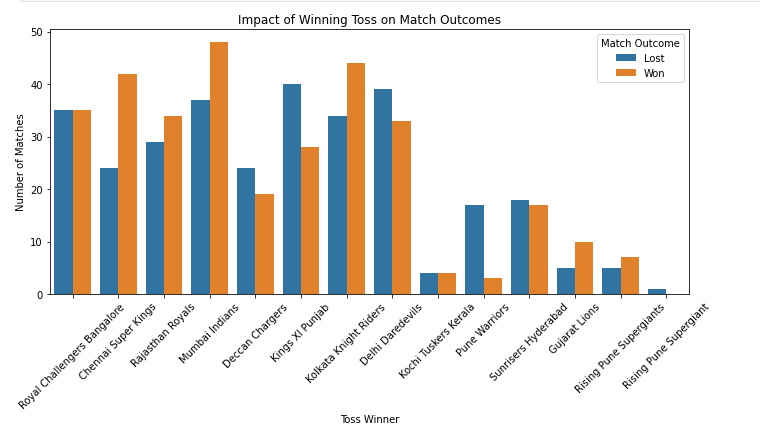 Impact of Winning Toss on Match Outcomes
Match Outcome
Lost
Won
Number of Matches
50
40
30
20
10
0
Royal Challengers Bangalore
Chennai Super Kings
Rajasthan Royals
Mumbai Indians
Deccan Chargers
Kings XI Punjab
Kolkata Knight Riders
Delhi Daredevils
Kochi Tuskers Kerala
Pune Warriors
Sunrisers Hyderabad
Gujarat Lions
Rising Pune Supergiants
Rising Pune Supergiant
Toss Winner